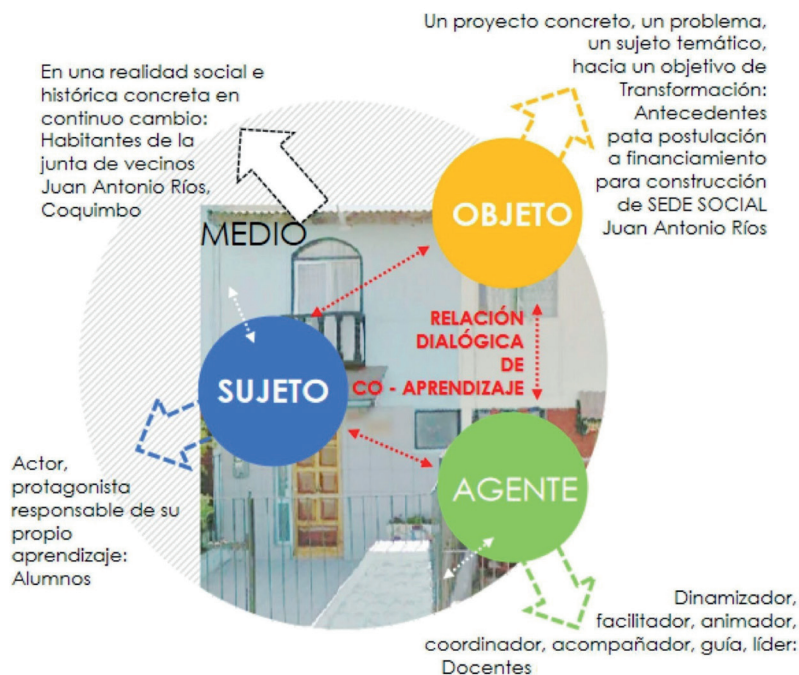 Un proyecto concreto, un problema,
un sujeto temático,
hacia un objetivo de
Transformación:
Antecedentes
pata postulación
a financiamiento
para construcción
de SEDE SOCIAL
Juan Antonio Ríos
En una realidad social e
histórica concreta en
continuo cambio:
Habitantes de la
junta de vecinos
Juan Antonio Ríos,
Coquimbo
MEDIO
OBJETO
RELACIÓN
DIALÓGICA
DE
CO - APRENDIZAJE
SUJETO
AGENTE
Actor,
protagonista
responsable de su
propio
aprendizaje:
Alumnos
Dinamizador,
facilitador, animador,
coordinador, acompañador, guía, líder:
Docentes